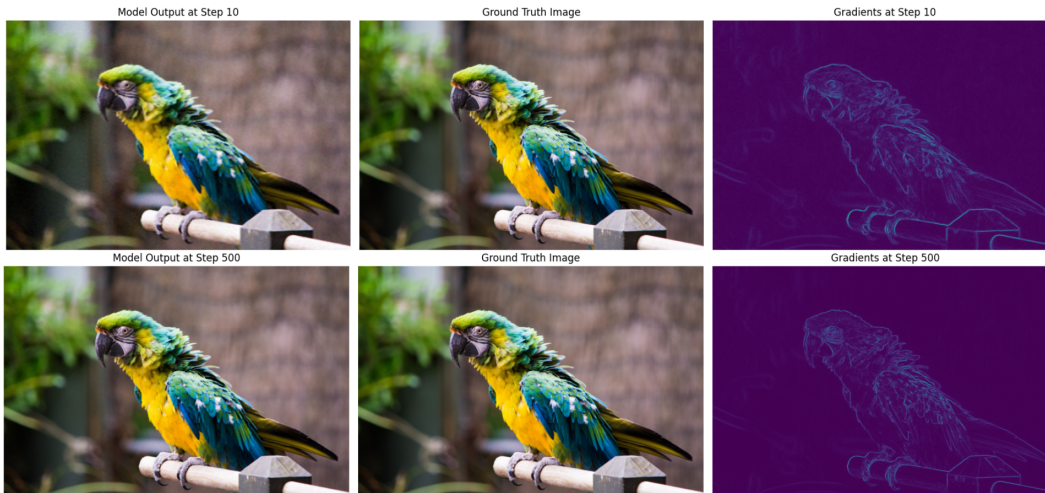 Model Output at Step 10
Ground Truth Image
Gradients at Step 10
Model Output at Step 500
Ground Truth Image
Gradients at Step 500